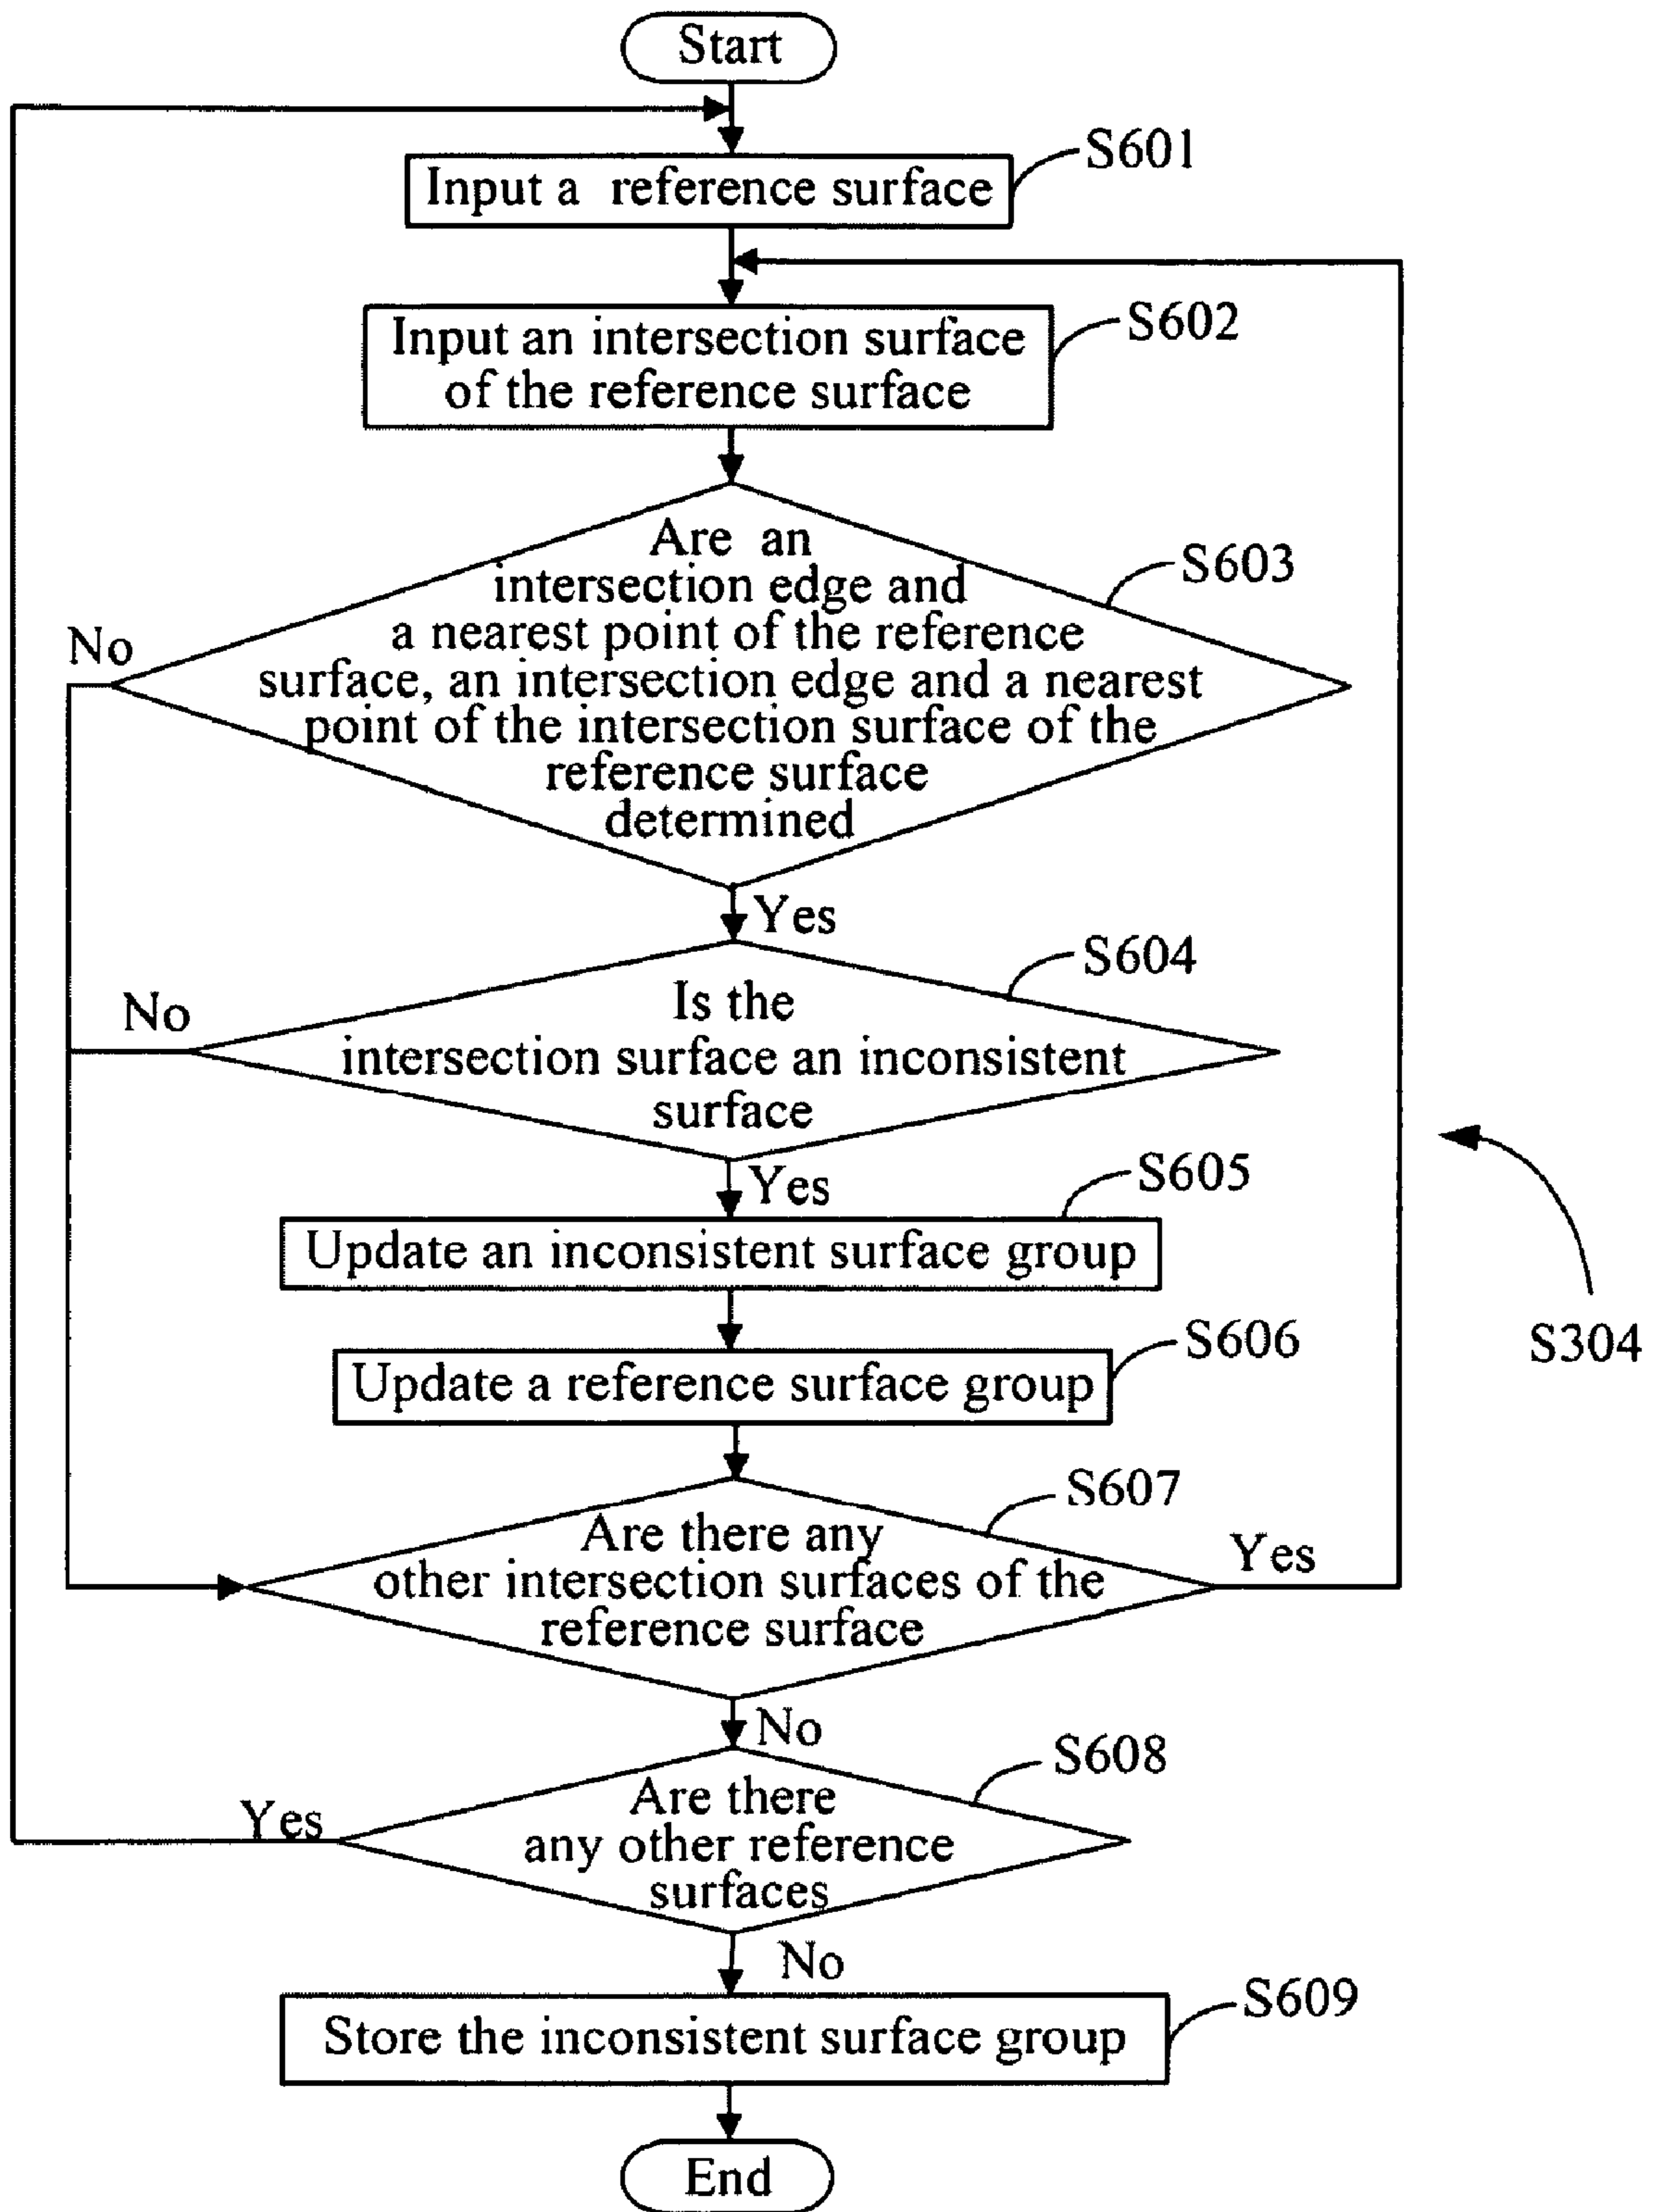 Start
S601
Input a reference surface
S602
Input an intersection surface
of the reference surface
S603
Are an
intersection edge and
a nearest point of the reference
surface, an intersection edge and a nearest
point of the intersection surface of the
reference surface
determined
No
Yes
S604
Is the
intersection surface an inconsistent
surface
No
Yes
S605
Update an inconsistent surface group
S606
Update a reference surface group
S304
S607
Are there any
other intersection surfaces of the
reference surface
Yes
No
S608
Are there
any other reference
surfaces
Yes
No
S609
Store the inconsistent surface group
End